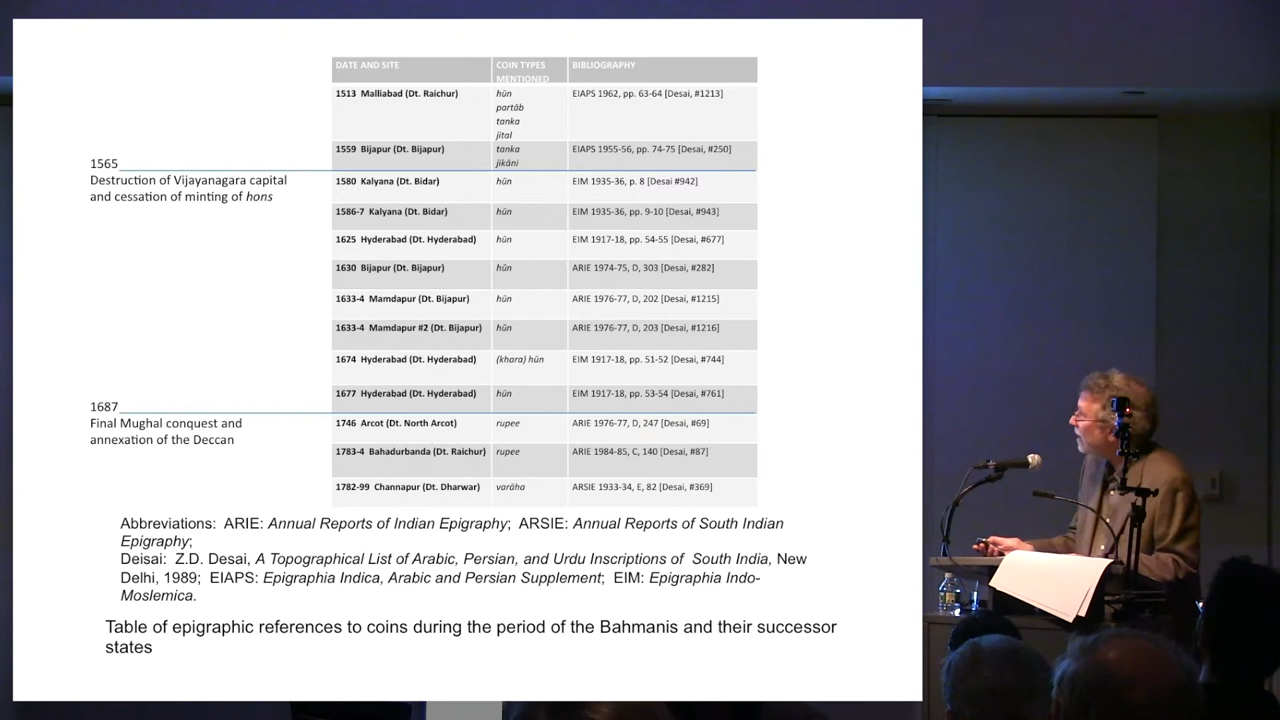 DATE AND SITE COIN TYPES MENTIONED BIBLIOGRAPHY
1513 Malliabad (Dt. Raichur) hūn partāb tanka jital EIAPS 1962, pp. 63-64 [Desai, #1213]
1559 Bijapur (Dt. Bijapur) tanka jikāni EIAPS 1955-56, pp. 74-75 [Desai, #250]
1565
Destruction of Vijayanagara capital
and cessation of minting of hons
1580 Kalyana (Dt. Bidar) hūn EIM 1935-36, p. 8 [Desai #942]
1586-7 Kalyana (Dt. Bidar) hūn EIM 1935-36, pp. 9-10 [Desai, #943]
1625 Hyderabad (Dt. Hyderabad) hūn EIM 1917-18, pp. 54-55 [Desai, #677]
1630 Bijapur (Dt. Bijapur) hūn ARIE 1974-75, D, 303 [Desai, #282]
1633-4 Mamdapur (Dt. Bijapur) hūn ARIE 1976-77, D, 202 [Desai, #1215]
1633-4 Mamdapur #2 (Dt. Bijapur) hūn ARIE 1976-77, D, 203 [Desai, #1216]
1674 Hyderabad (Dt. Hyderabad) (khara) hūn EIM 1917-18, pp. 51-52 [Desai, #744]
1677 Hyderabad (Dt. Hyderabad) hūn EIM 1917-18, pp. 53-54 [Desai, #761]
1687
Final Mughal conquest and
annexation of the Deccan
1746 Arcot (Dt. North Arcot) rupee ARIE 1976-77, D, 247 [Desai, #69]
1783-4 Bahadurbanda (Dt. Raichur) rupee ARIE 1984-85, C, 140 [Desai, #87]
1782-99 Channapur (Dt. Dharwar) varāha ARSIE 1933-34, E, 82 [Desai, #369]
Abbreviations: ARIE: Annual Reports of Indian Epigraphy; ARSIE: Annual Reports of South Indian
Epigraphy;
Deisai: Z.D. Desai, A Topographical List of Arabic, Persian, and Urdu Inscriptions of South India, New
Delhi, 1989; EIAPS: Epigraphia Indica, Arabic and Persian Supplement; EIM: Epigraphia Indo-
Moslemica.
Table of epigraphic references to coins during the period of the Bahmanis and their successor
states